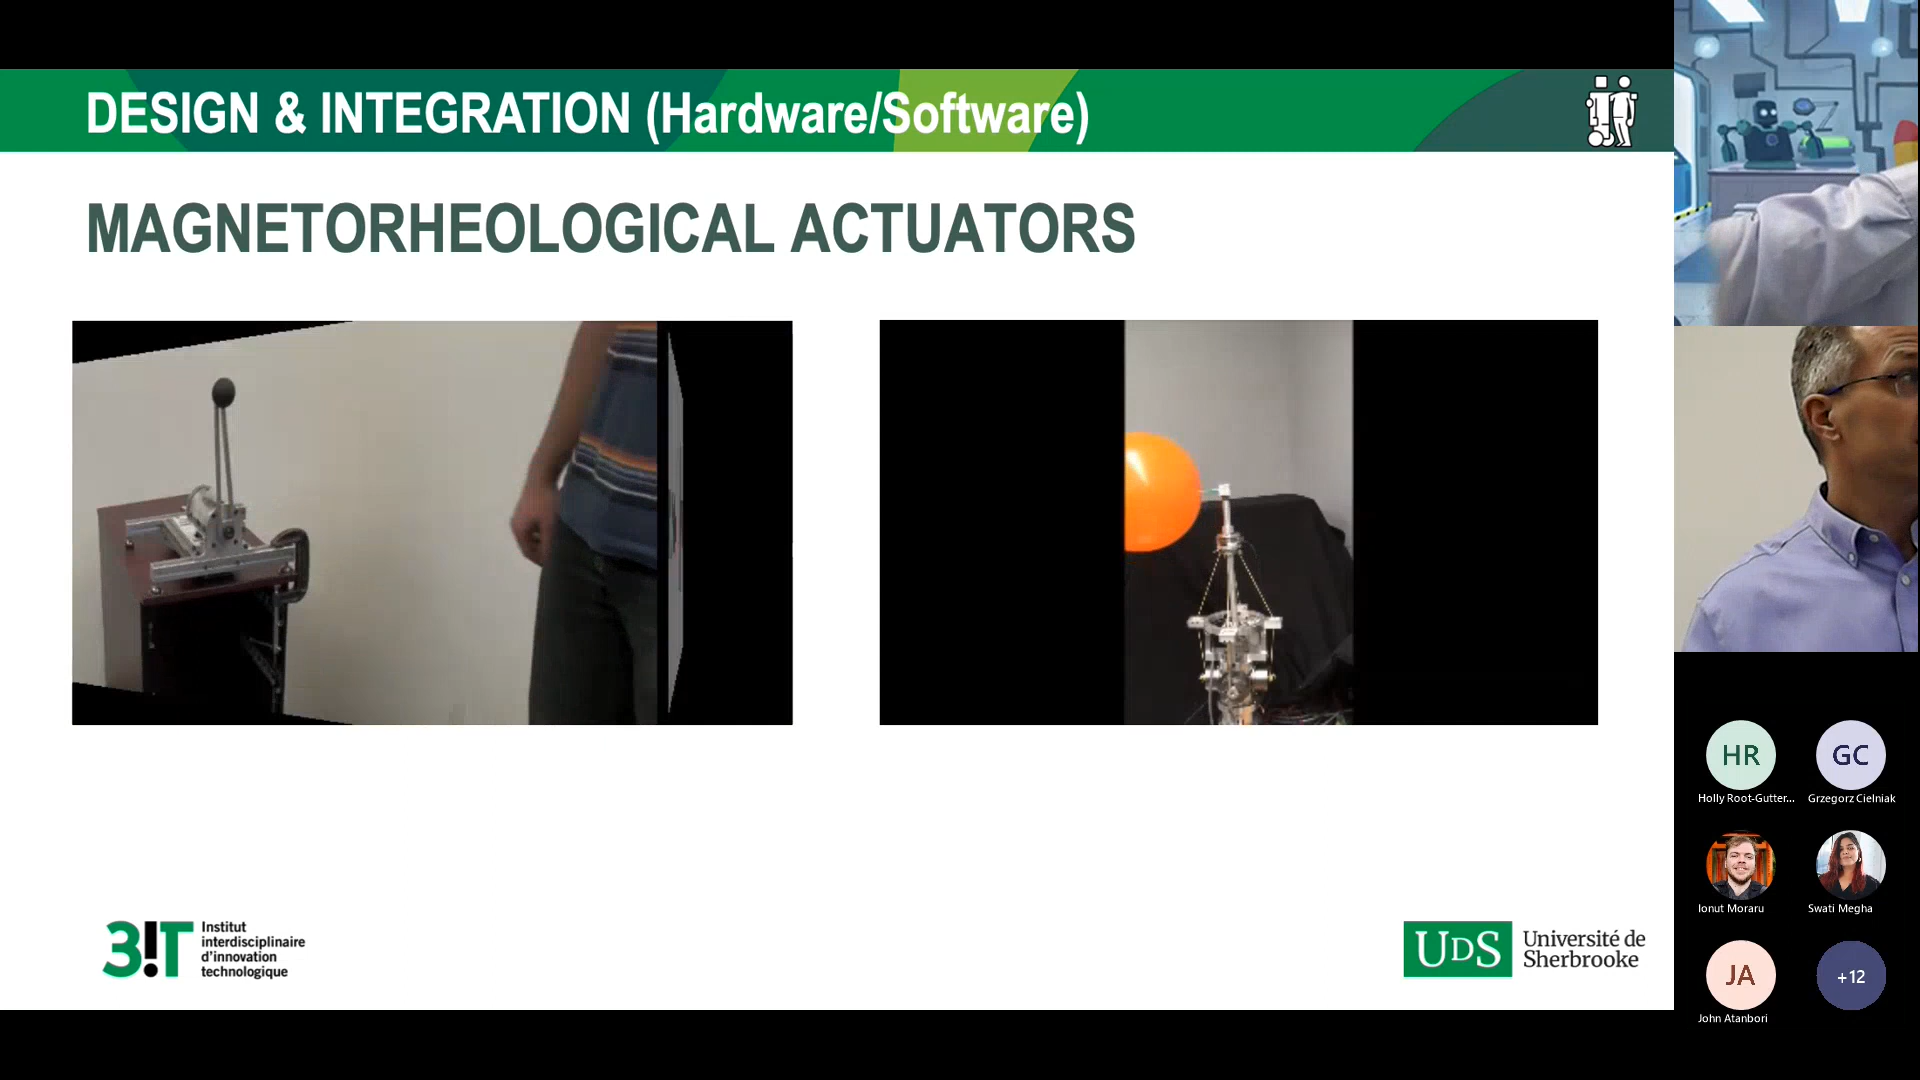 DESIGN & INTEGRATION (Hardware/Software)
MAGNETORHEOLOGICAL ACTUATORS
3!T
Institut
interdisciplinaire
d'innovation
technologique
UDS
Université de
Sherbrooke
HR
GC
Holly Root-Gutter...
Grzegorz Cielniak
Ionut Moraru
Swati Megha
JA
+12
John Atanbori